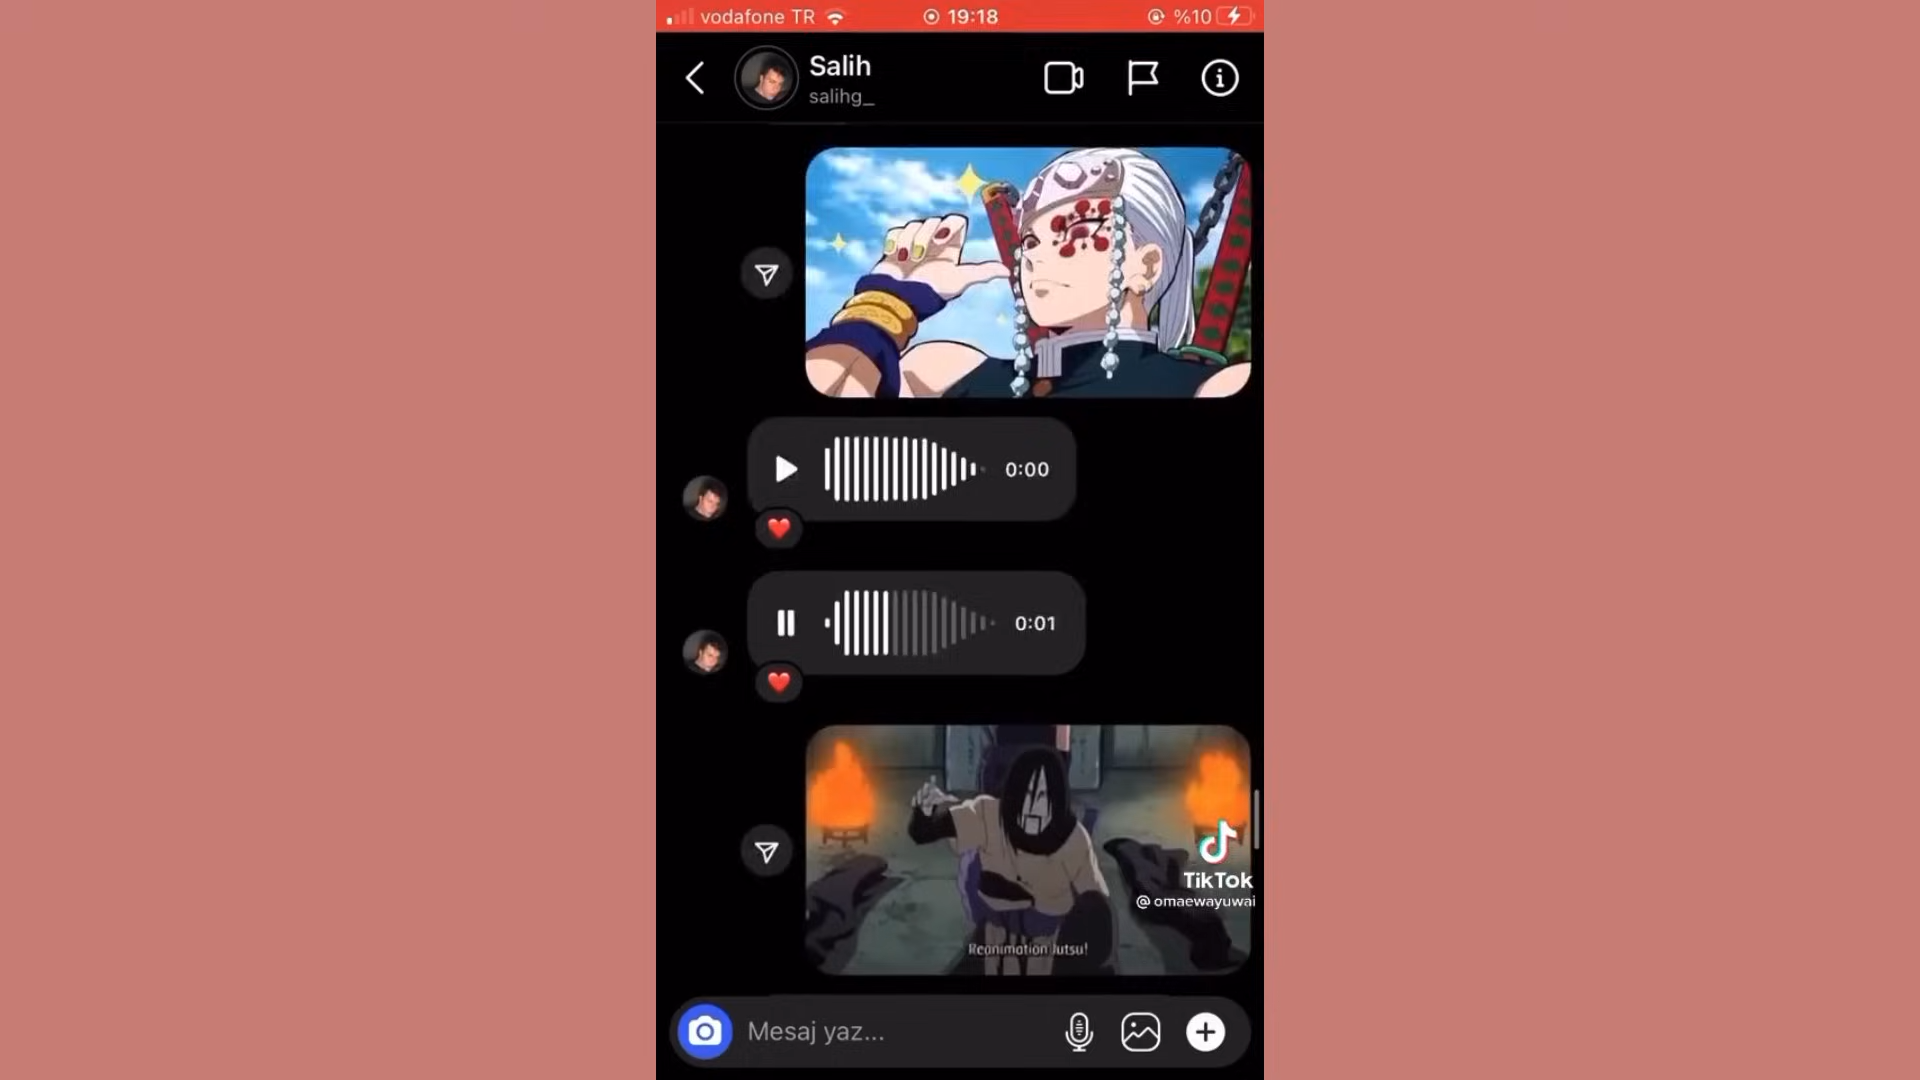 vodafone TR
19:18
%10
Salih
salihg_
0:00
0:01
TikTok
@omaewayuwai
Reanimation Jutsu!
Mesaj yaz...